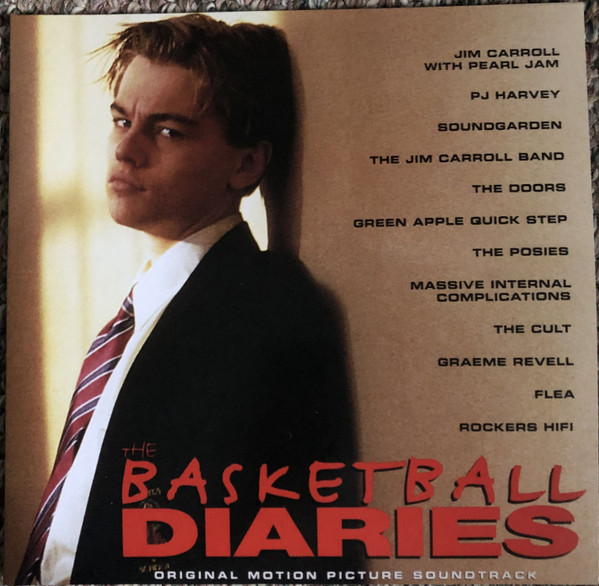 JIM CARROLL
WITH PEARL JAM
PJ HARVEY
SOUNDGARDEN
THE JIM CARROLL BAND
THE DOORS
GREEN APPLE QUICK STEP
THE POSIES
MASSIVE INTERNAL
COMPLICATIONS
THE CULT
GRAEME REVELL
FLEA
ROCKERS HIFI
THE
BASKETBALL
DIARIES
ORIGINAL MOTION PICTURE SOUNDTRACK